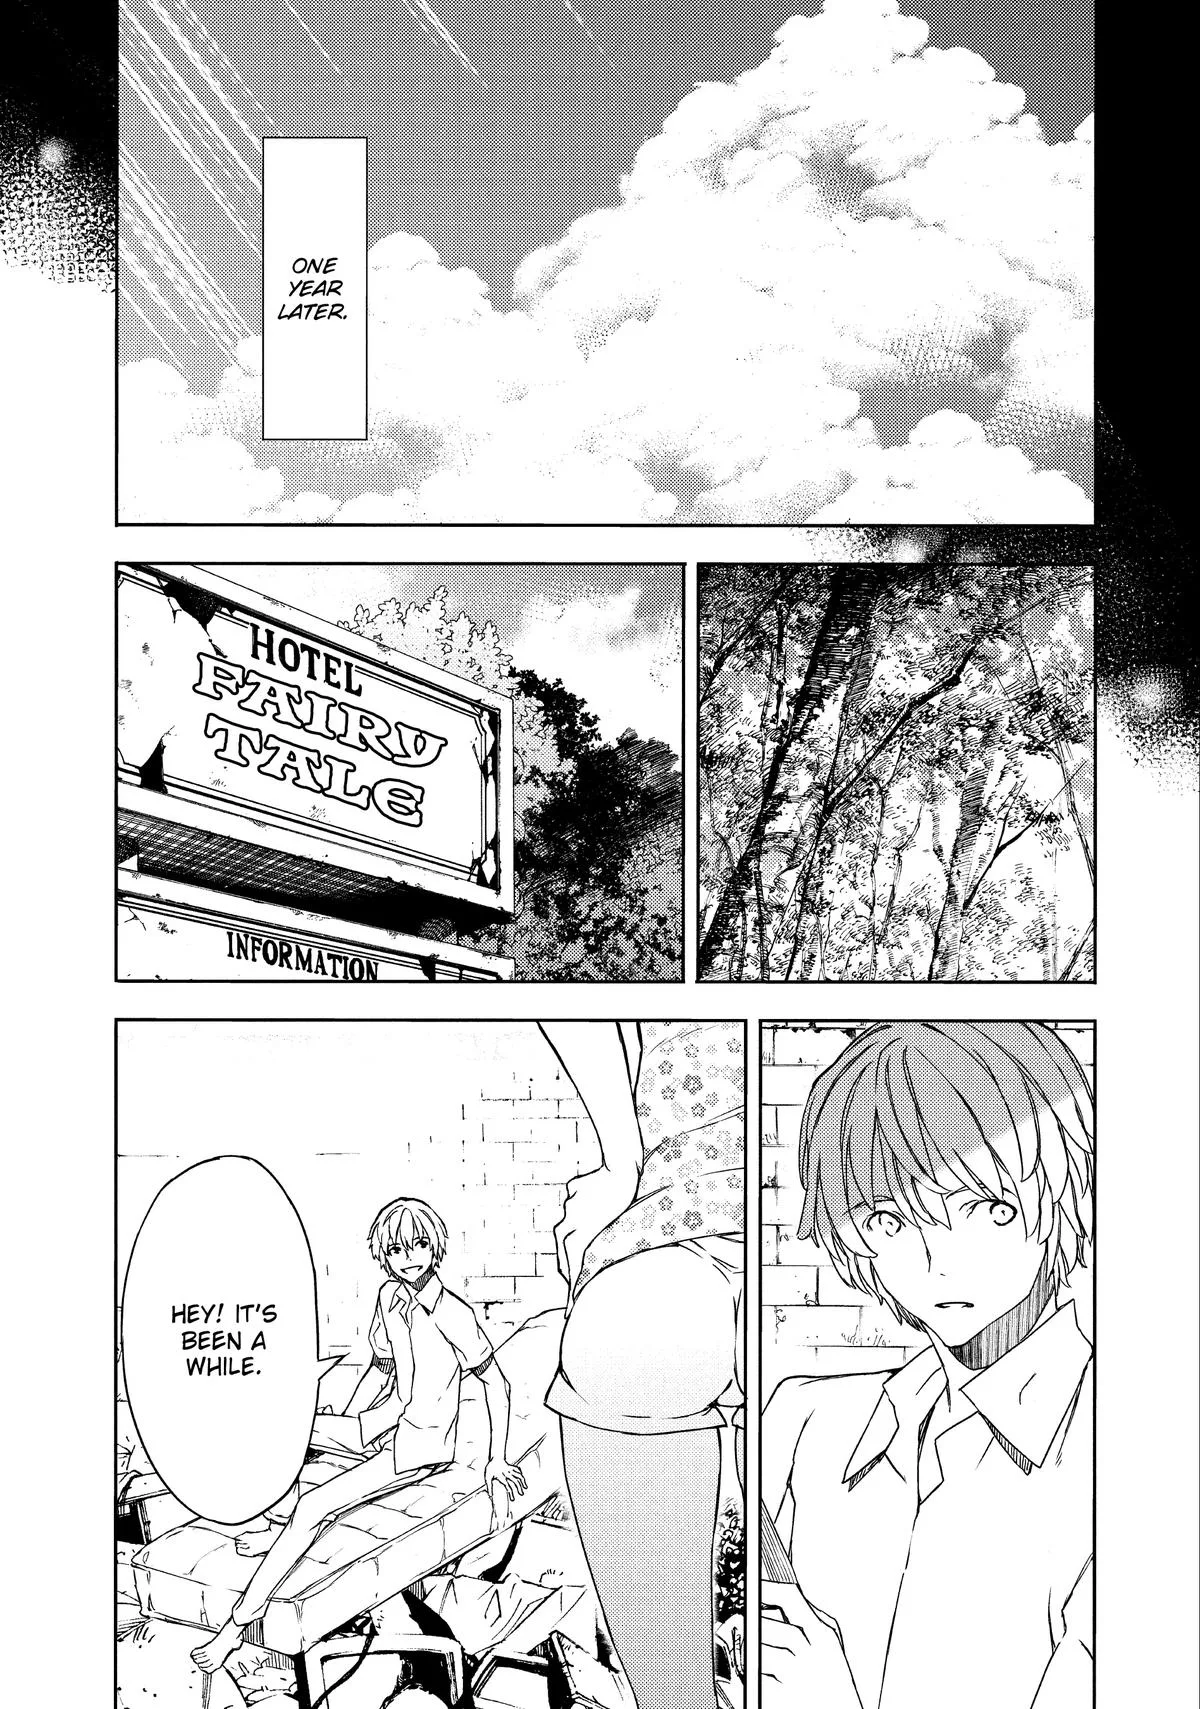 ONE
YEAR
LATER.
HOTEL
FAIRY
TALE
INFORMATION
HEY! IT'S
BEEN A
WHILE.